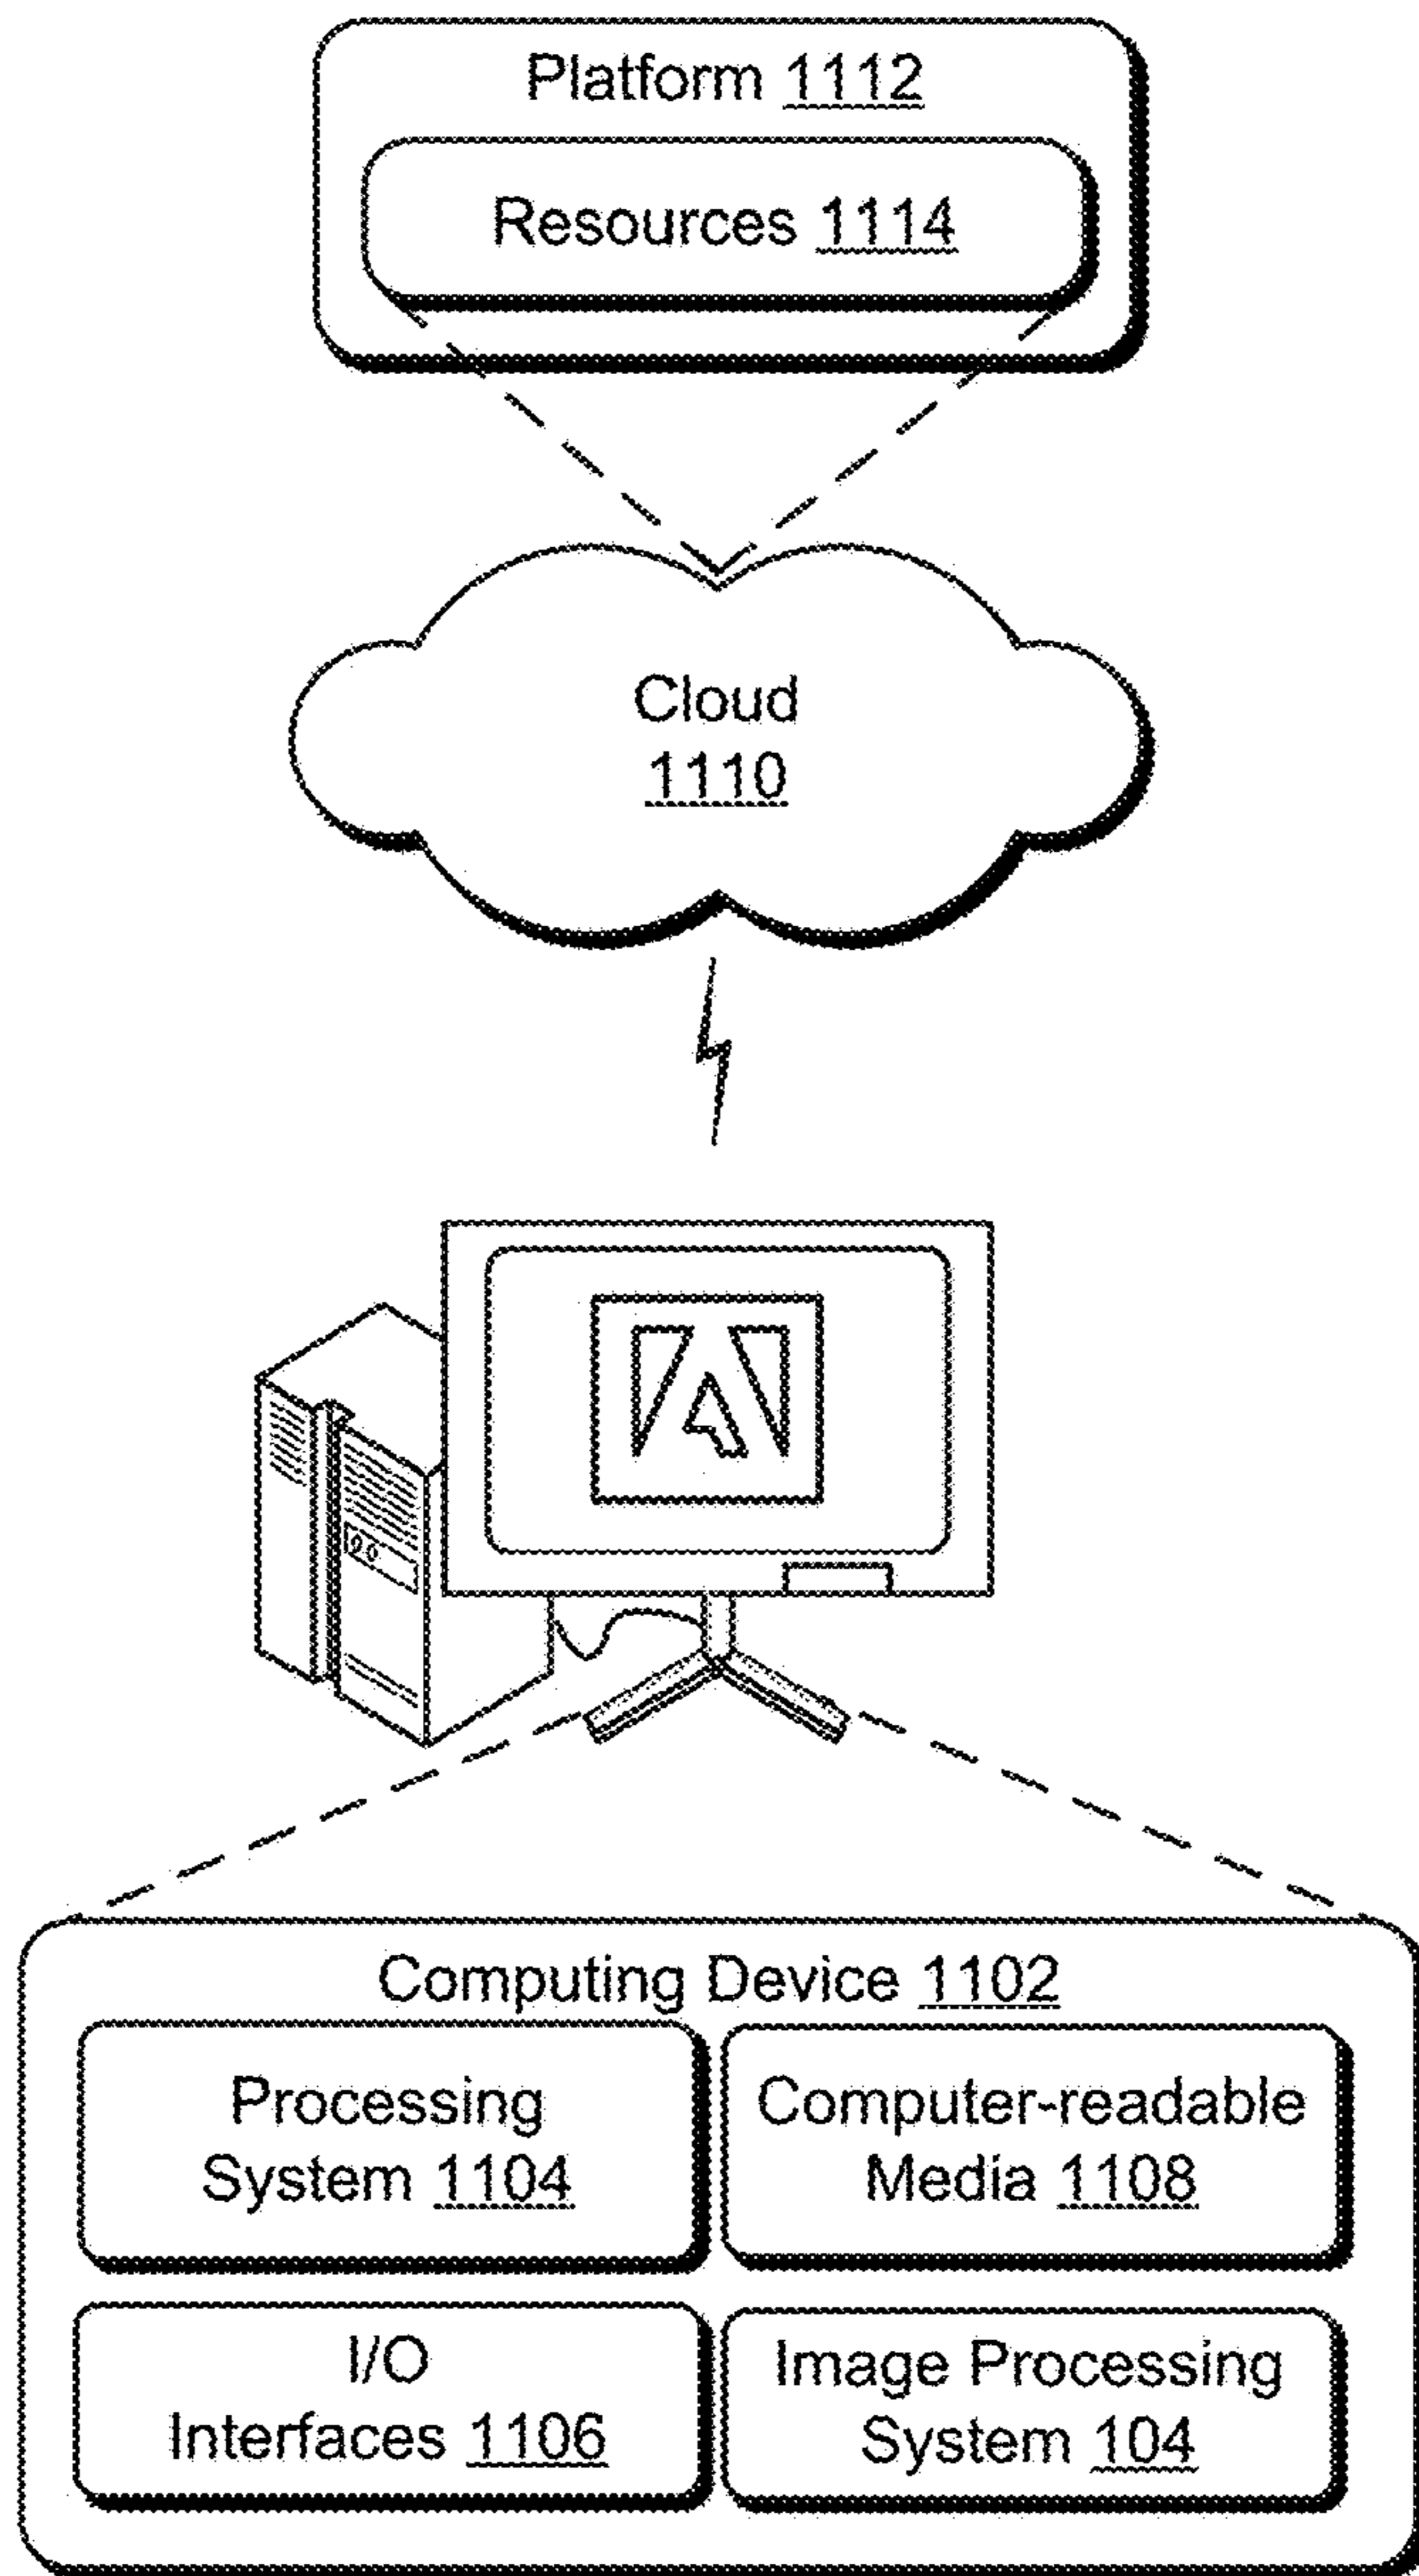 Platform 1112
Resources 1114
Cloud
1110
Computing Device 1102
Processing
System 1104
Computer-readable
Media 1108
I/O
Interfaces 1106
Image Processing
System 104